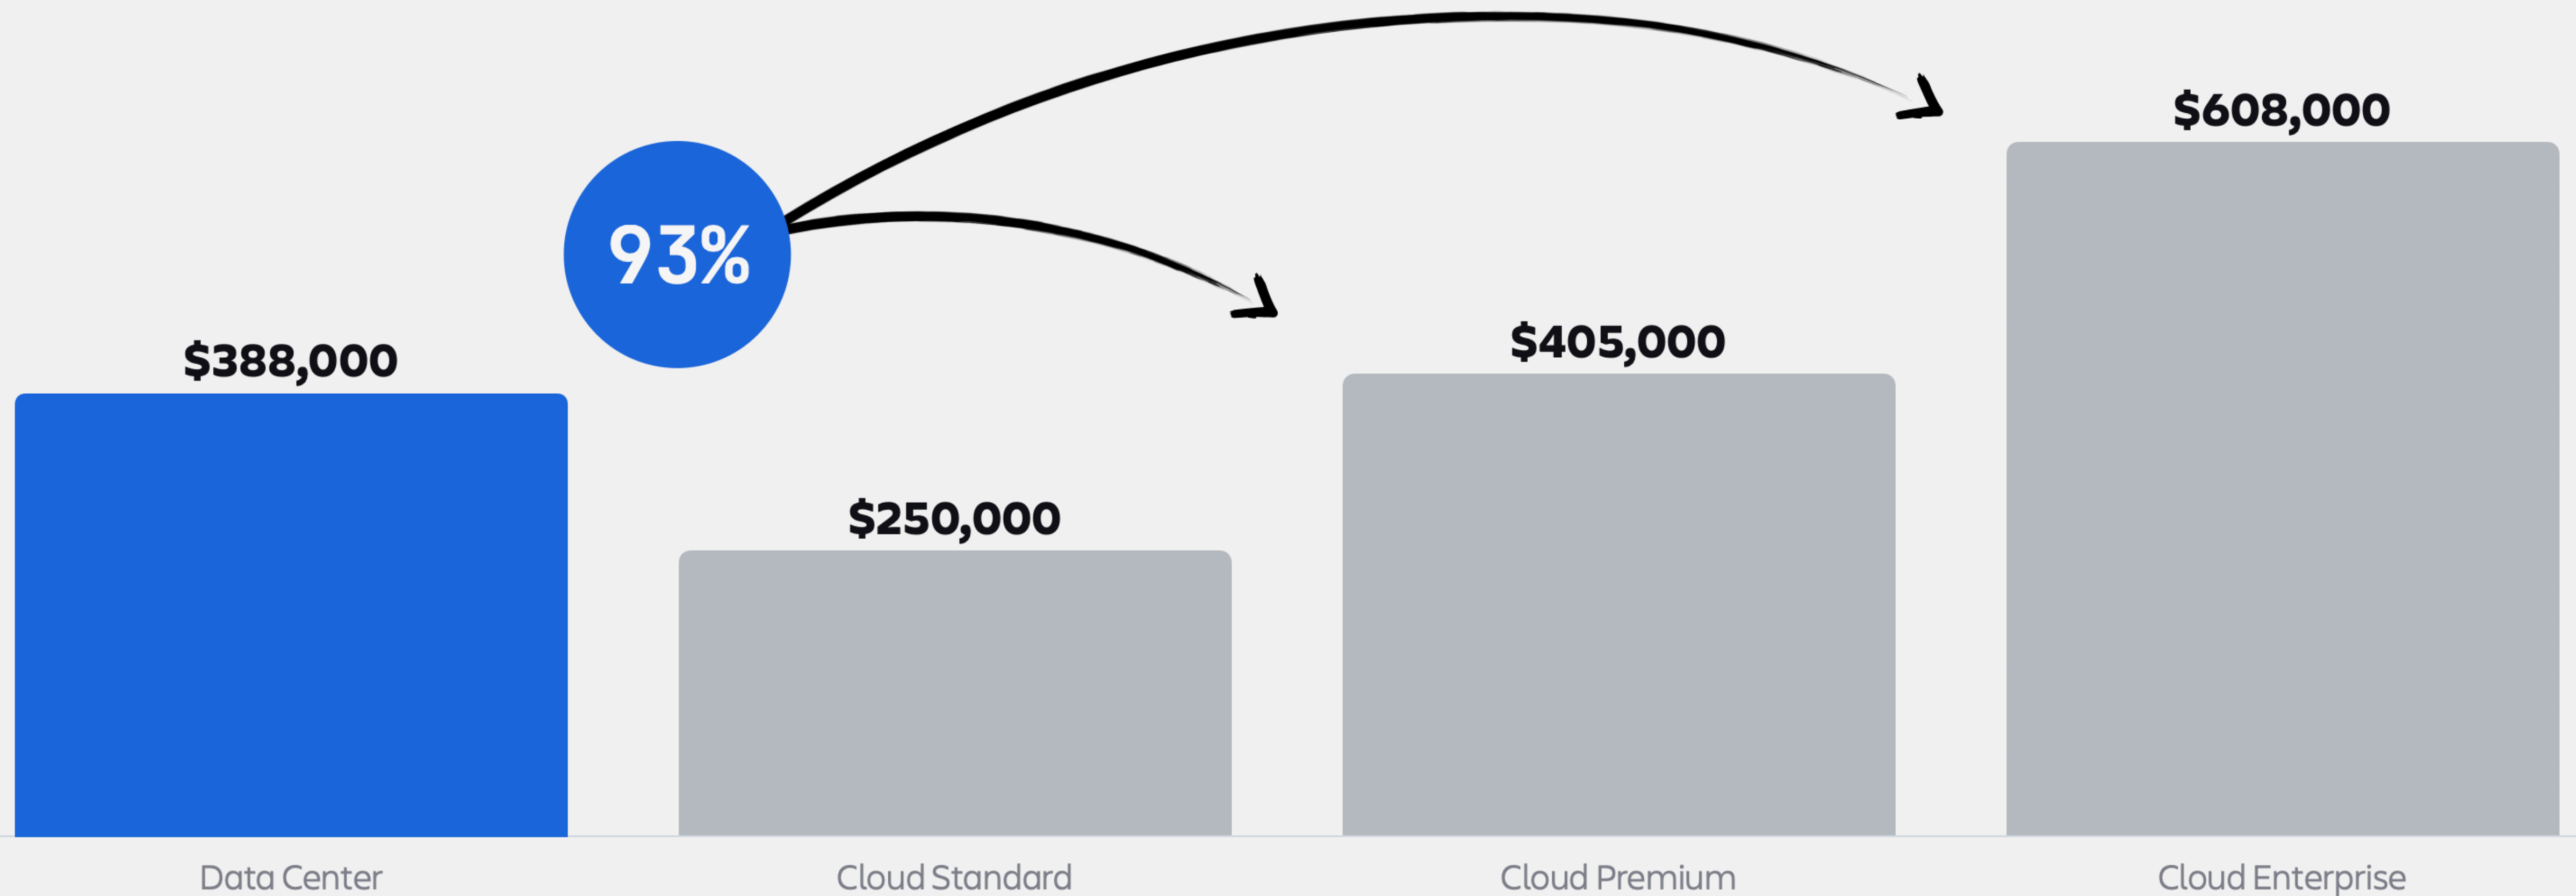 $608,000
93%
$405,000
$388,000
$250,000
Data Center
Cloud Standard
Cloud Premium
Cloud Enterprise